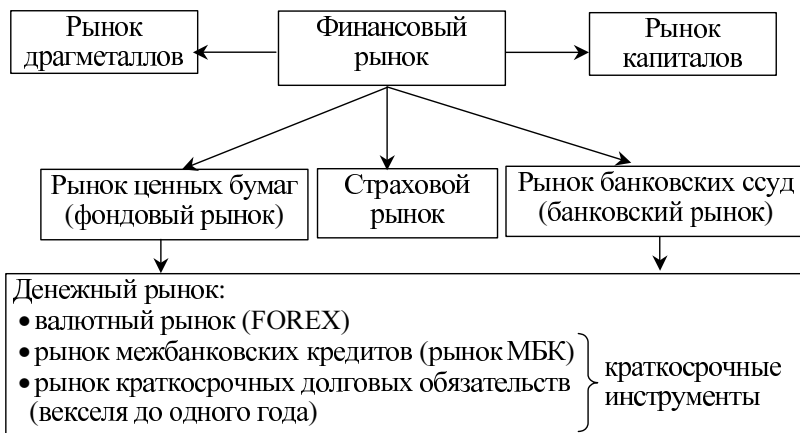 Рынок
драгметаллов
Финансовый
рынок
Рынок
капиталов
Рынок ценных бумаг
(фондовый рынок)
Страховой
рынок
Рынок банковских ссуд
(банковский рынок)
Денежный рынок:
• валютный рынок (FOREX)
• рынок межбанковских кредитов (рынок МБК)
• рынок краткосрочных долговых обязательств
(векселя до одного года)
краткосрочные
инструменты